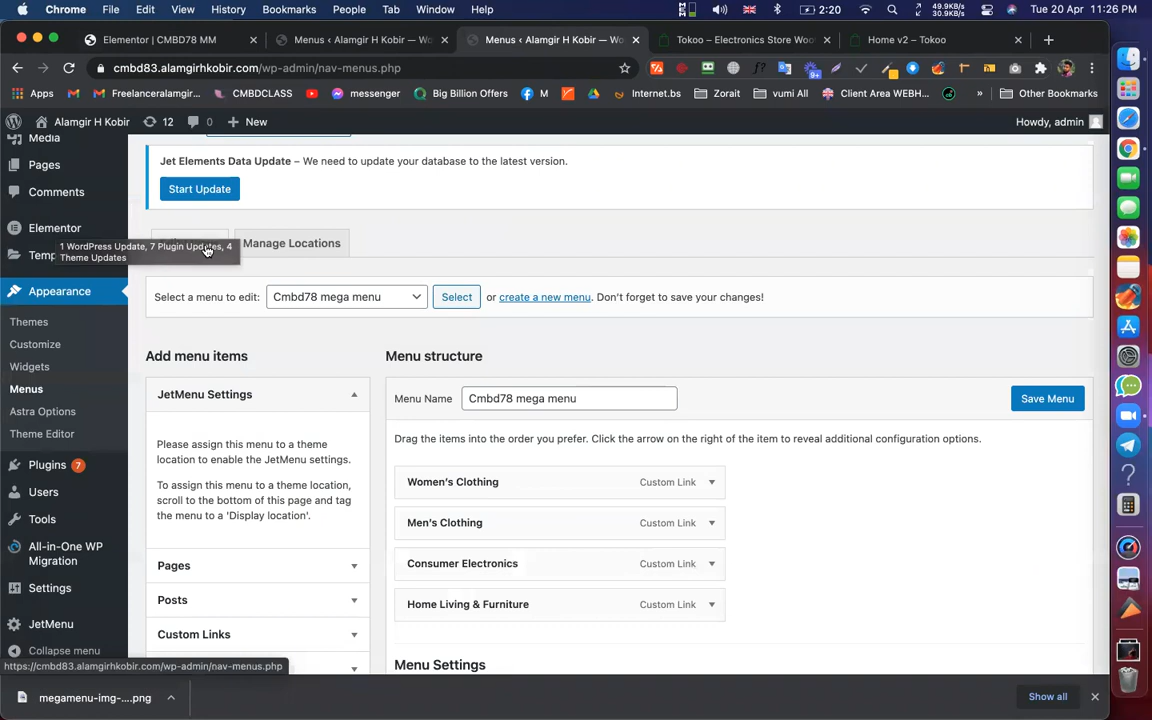 Chrome File Edit View History Bookmarks People Tab Window Help 2:20 49.9KB/s 30.9KB/s Tue 20 Apr 11:26 PM
Elementor | CMBD78 MM Menus ‹ Alamgir H Kobir — W Menus ‹ Alamgir H Kobir — Wo Tokoo – Electronics Store Woo Home v2 – Tokoo
cmbd83.alamgirhkobir.com/wp-admin/nav-menus.php
9+
Apps Freelanceralamgir... CMBDCLASS messenger Big Billion Offers M Internet.bs Zorait vumi All Client Area WEBH... » Other Bookmarks
Alamgir H Kobir 12 0 New Howdy, admin
Media
Pages
Comments
Elementor
Temp
1 WordPress Update, 7 Plugin Updates, 4
Theme Updates
Appearance
Themes
Customize
Widgets
Menus
Astra Options
Theme Editor
Plugins 7
Users
Tools
All-in-One WP
Migration
Settings
JetMenu
Collapse menu
Jet Elements Data Update – We need to update your database to the latest version.
Start Update
Manage Locations
Select a menu to edit: Cmbd78 mega menu Select or create a new menu. Don't forget to save your changes!
Add menu items
JetMenu Settings
Please assign this menu to a theme
location to enable the JetMenu settings.
To assign this menu to a theme location,
scroll to the bottom of this page and tag
the menu to a 'Display location'.
Pages
Posts
Custom Links
Menu structure
Menu Name Cmbd78 mega menu Save Menu
Drag the items into the order you prefer. Click the arrow on the right of the item to reveal additional configuration options.
Women's Clothing Custom Link
Men's Clothing Custom Link
Consumer Electronics Custom Link
Home Living & Furniture Custom Link
Menu Settings
https://cmbd83.alamgirhkobir.com/wp-admin/nav-menus.php
megamenu-img-....png Show all